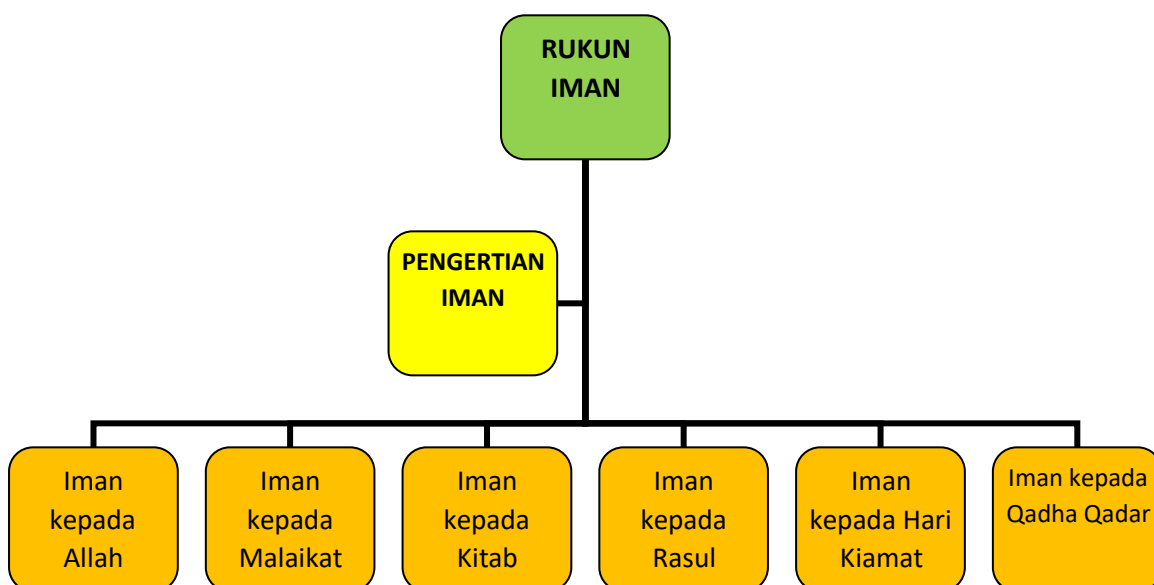 RUKUN
IMAN
PENGERTIAN
IMAN
Iman
kepada
Allah
Iman
kepada
Malaikat
Iman
kepada
Kitab
Iman
kepada
Rasul
Iman
kepada Hari
Kiamat
Iman kepada
Qadha Qadar